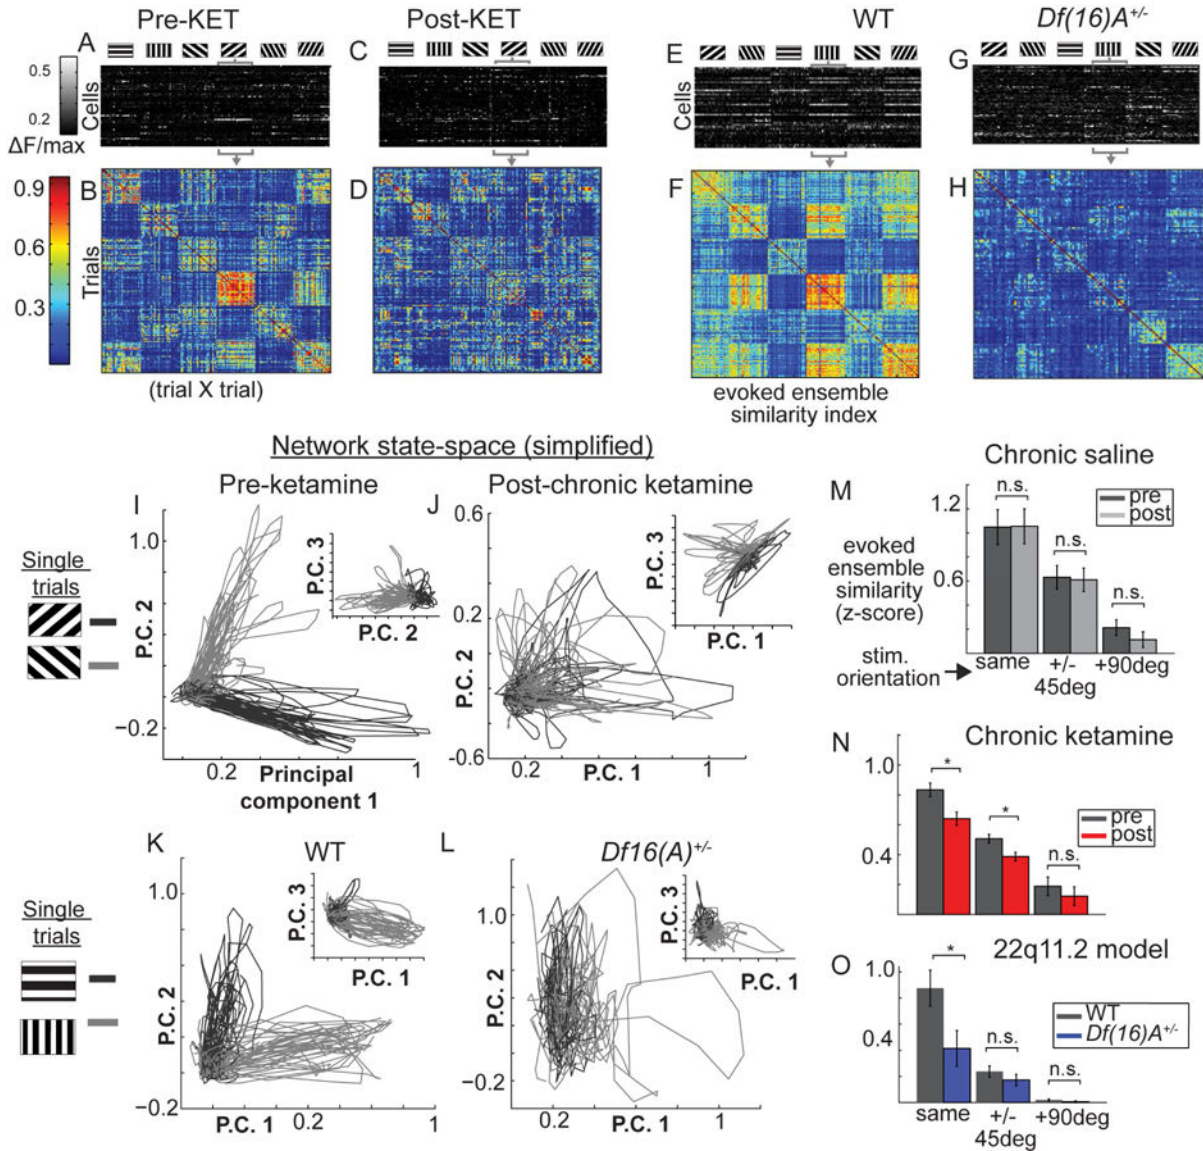 Pre-KET
Post-KET
WT
Df(16)A+/-
A
C
E
G
0.5
0.2
ΔF/max
Cells
Cells
0.9
0.6
0.3
B
D
F
H
Trials
(trial X trial)
evoked ensemble
similarity index
Network state-space (simplified)
Pre-ketamine
Post-chronic ketamine
I
Single
trials
1.0
P.C. 2
-0.2
0.2
1
Principal
component 1
P.C. 3
P.C. 2
J
0.6
0.2
P.C. 2
-0.6
0.2
P.C. 1
1
P.C. 3
P.C. 1
Chronic saline
M
1.2
0.6
n.s.
n.s.
n.s.
pre
post
evoked
ensemble
similarity
(z-score)
stim.
orientation
same
+/-
45deg
+90deg
N
Chronic ketamine
1.0
0.4
*
*
n.s.
pre
post
K
WT
Single
trials
1.0
P.C. 2
-0.2
P.C. 1
0.2
1
P.C. 3
P.C. 1
L
Df16(A)+/-
1.0
P.C. 2
-0.2
0.2
P.C. 1
1
P.C. 3
P.C. 1
O
22q11.2 model
1.0
0.4
*
n.s.
n.s.
WT
Df(16)A+/-
same
+/-
45deg
+90deg